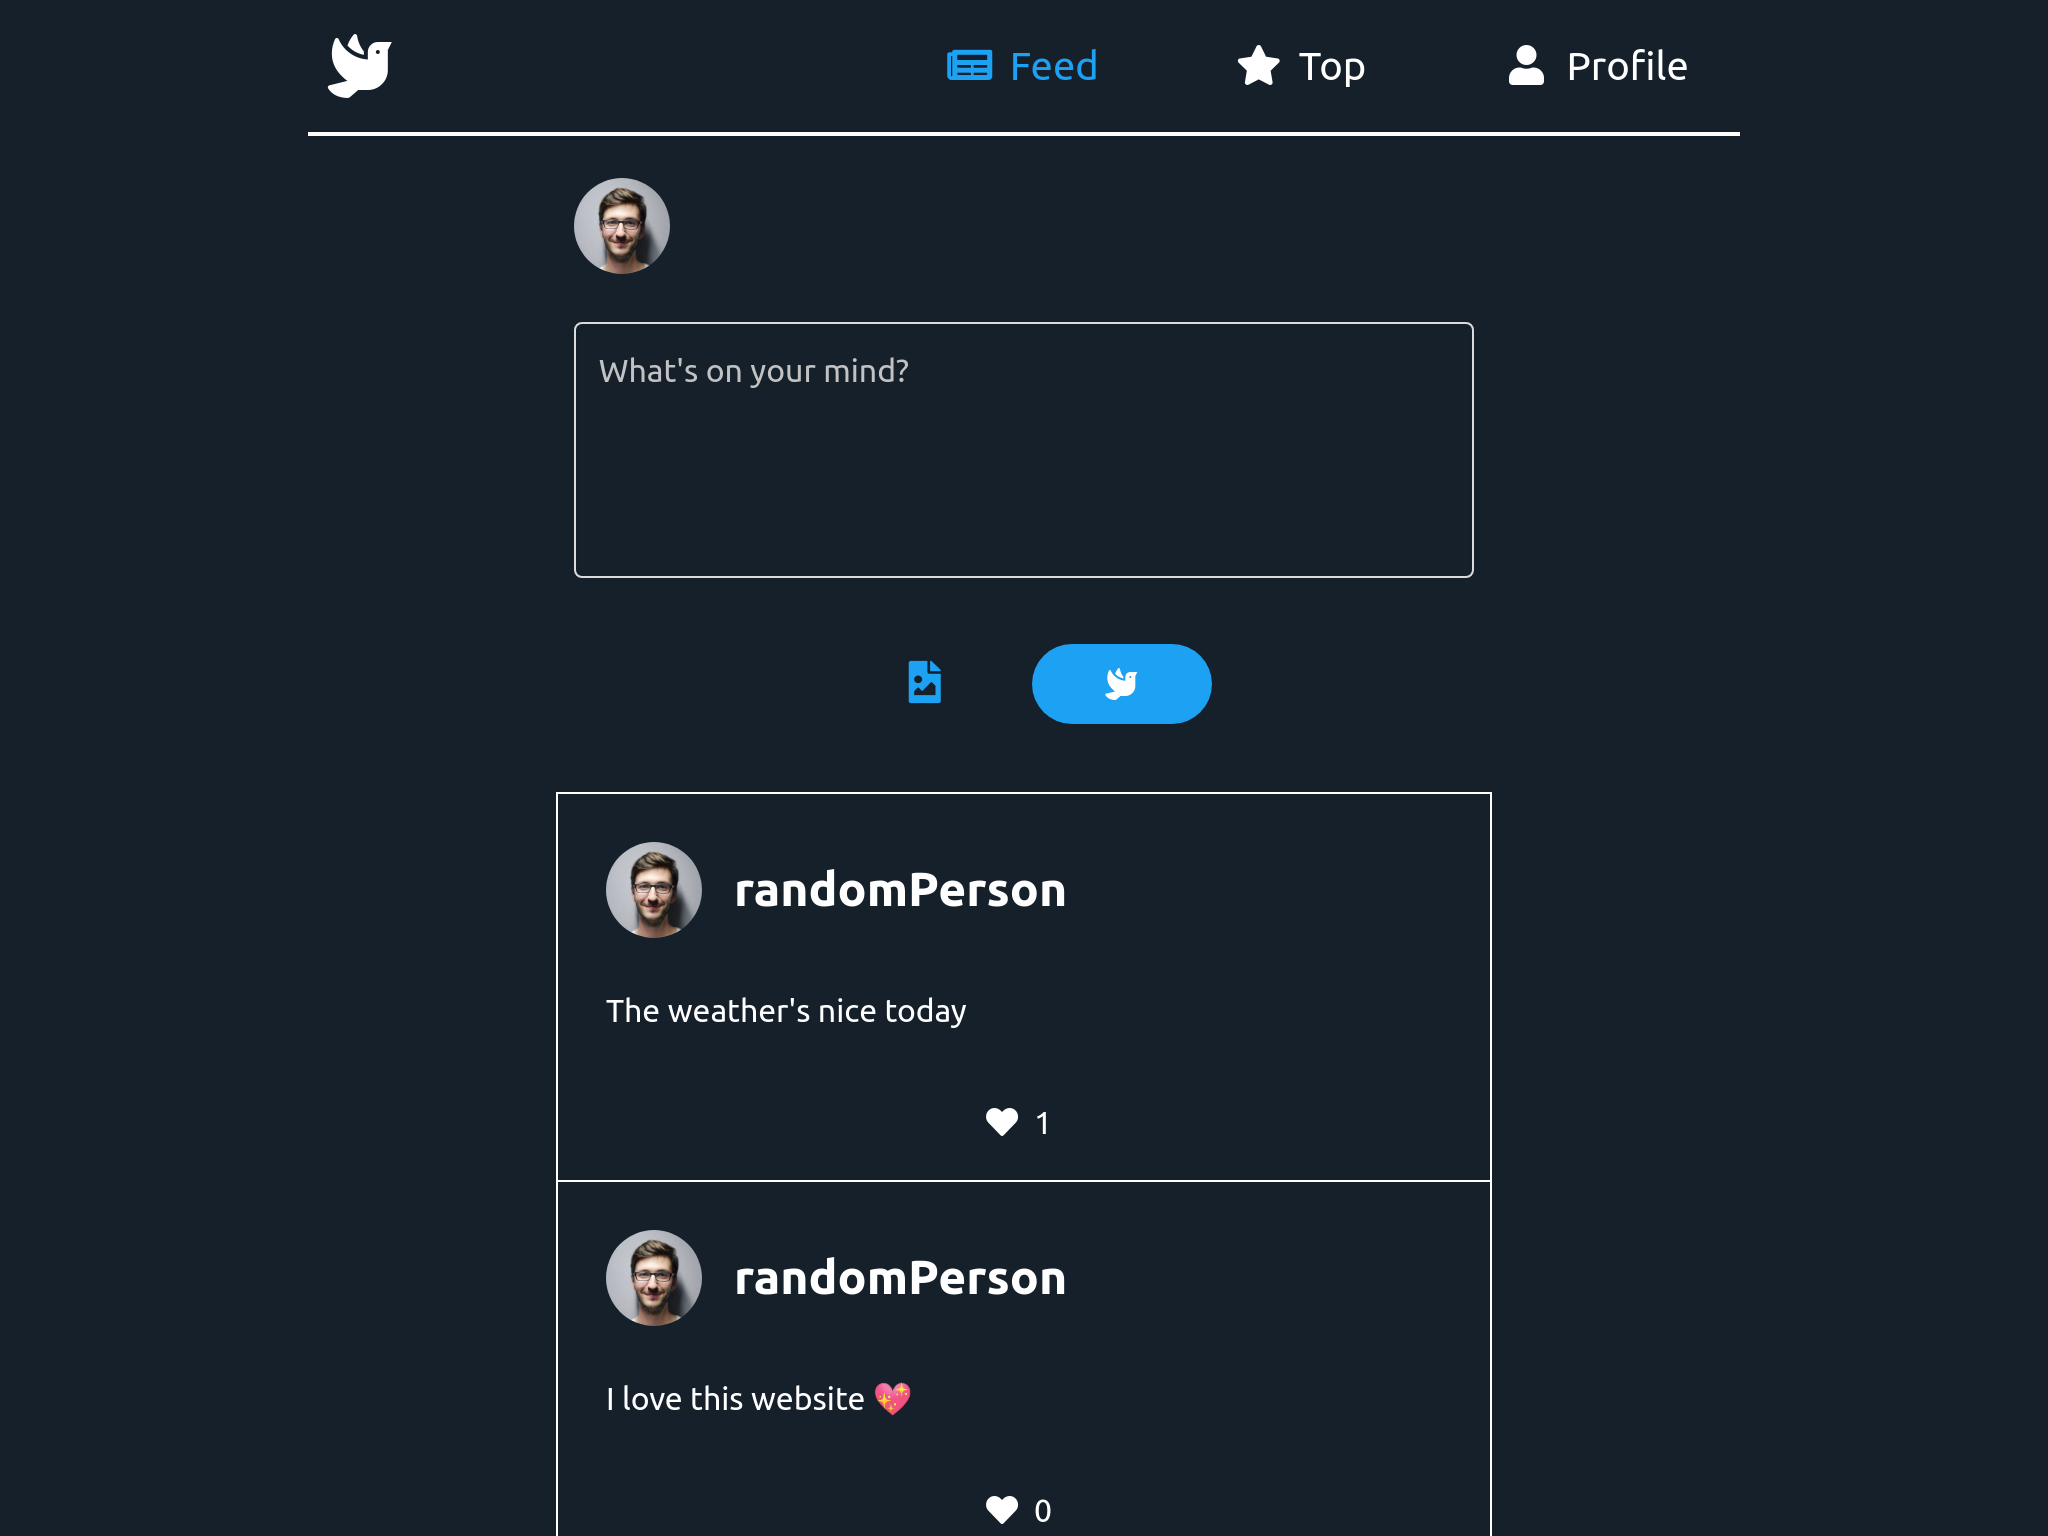 Feed
Top
Profile
What's on your mind?
randomPerson
The weather's nice today
1
randomPerson
I love this website 💖
0